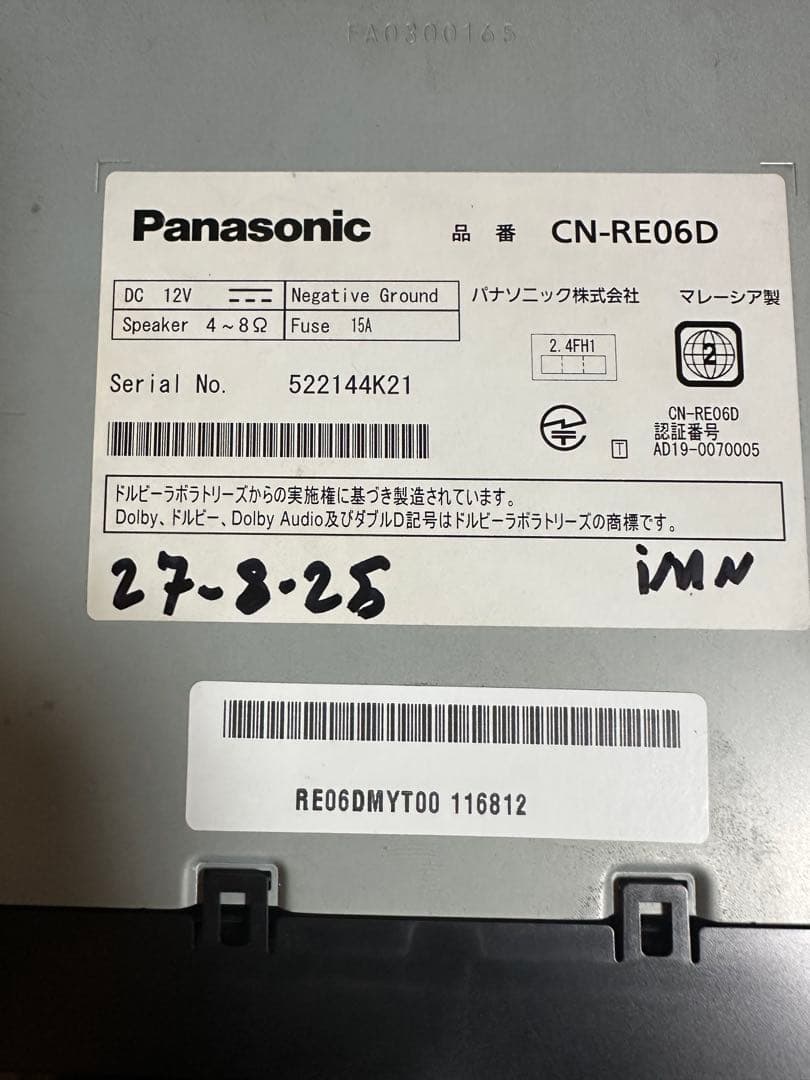 FA0300165
Panasonic 品番 CN-RE06D
DC 12V Negative Ground パナソニック株式会社 マレーシア製
Speaker 4～8Ω Fuse 15A
2.4FH1
2
Serial No. 522144K21
CN-RE06D
認証番号
T AD19-0070005
ドルビーラボラトリーズからの実施権に基づき製造されています。
Dolby、ドルビー、Dolby Audio及びダブルD記号はドルビーラボラトリーズの商標です。
27-8-25 iMN
RE06DMYT00 116812